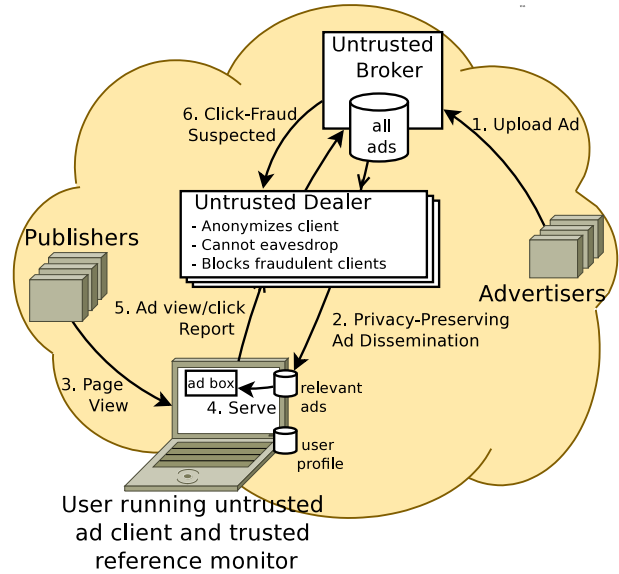 Untrusted
Broker
6. Click-Fraud
Suspected
all
ads
1. Upload Ad
Untrusted Dealer
- Anonymizes client
- Cannot eavesdrop
- Blocks fraudulent clients
Publishers
Advertisers
5. Ad view/click
Report
2. Privacy-Preserving
Ad Dissemination
3. Page
View
ad box
4. Serve
relevant
ads
user
profile
User running untrusted
ad client and trusted
reference monitor